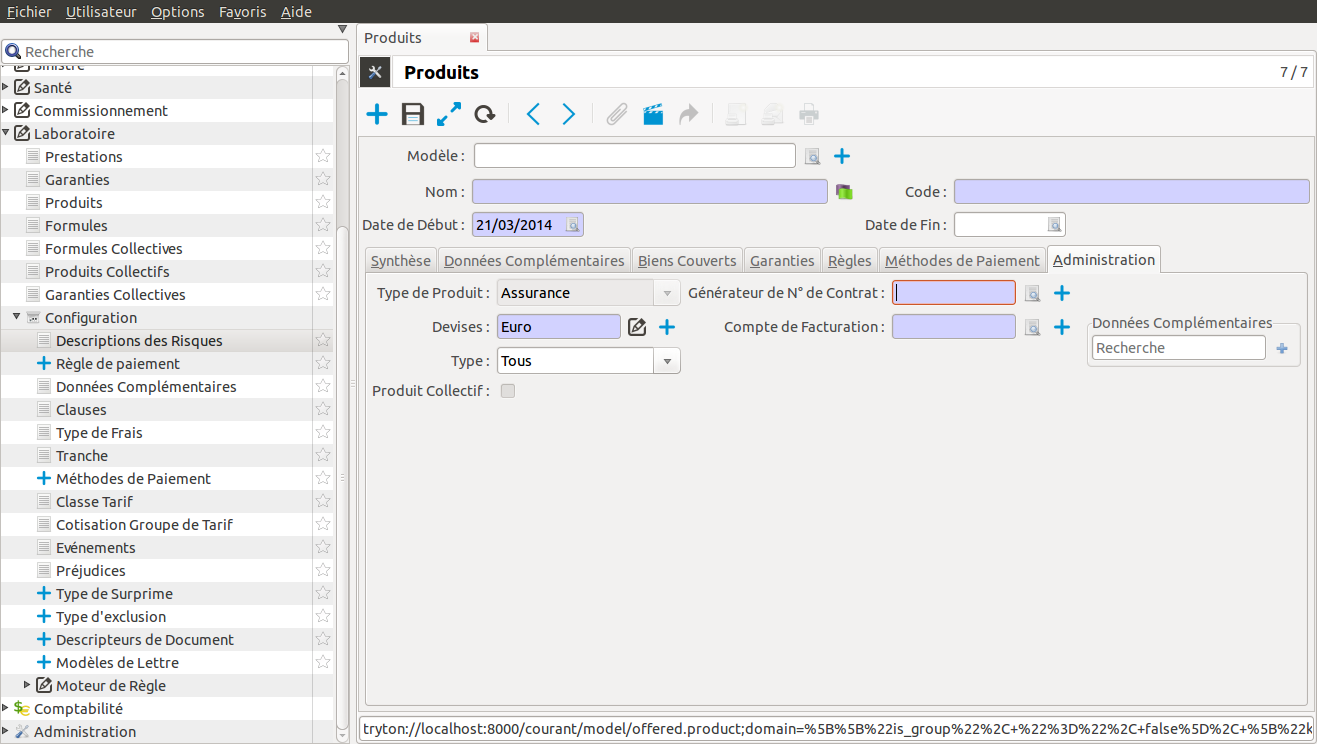 Fichier Utilisateur Options Favoris Aide
Recherche
Sinistre
Santé
Commissionnement
Laboratoire
Prestations
Garanties
Produits
Formules
Formules Collectives
Produits Collectifs
Garanties Collectives
Configuration
Descriptions des Risques
Règle de paiement
Données Complémentaires
Clauses
Type de Frais
Tranche
Méthodes de Paiement
Classe Tarif
Cotisation Groupe de Tarif
Evénements
Préjudices
Type de Surprime
Type d'exclusion
Descripteurs de Document
Modèles de Lettre
Moteur de Règle
Comptabilité
Administration
Produits
Produits 7 / 7
Modèle :
Nom : Code :
Date de Début : 21/03/2014 Date de Fin :
Synthèse Données Complémentaires Biens Couverts Garanties Règles Méthodes de Paiement Administration
Type de Produit : Assurance Générateur de N° de Contrat :
Devises : Euro Compte de Facturation : Données Complémentaires
Recherche
Type : Tous
Produit Collectif :
tryton://localhost:8000/courant/model/offered.product;domain=%5B%5B%22is_group%22%2C+%22%3D%22%2C+false%5D%2C+%5B%22k